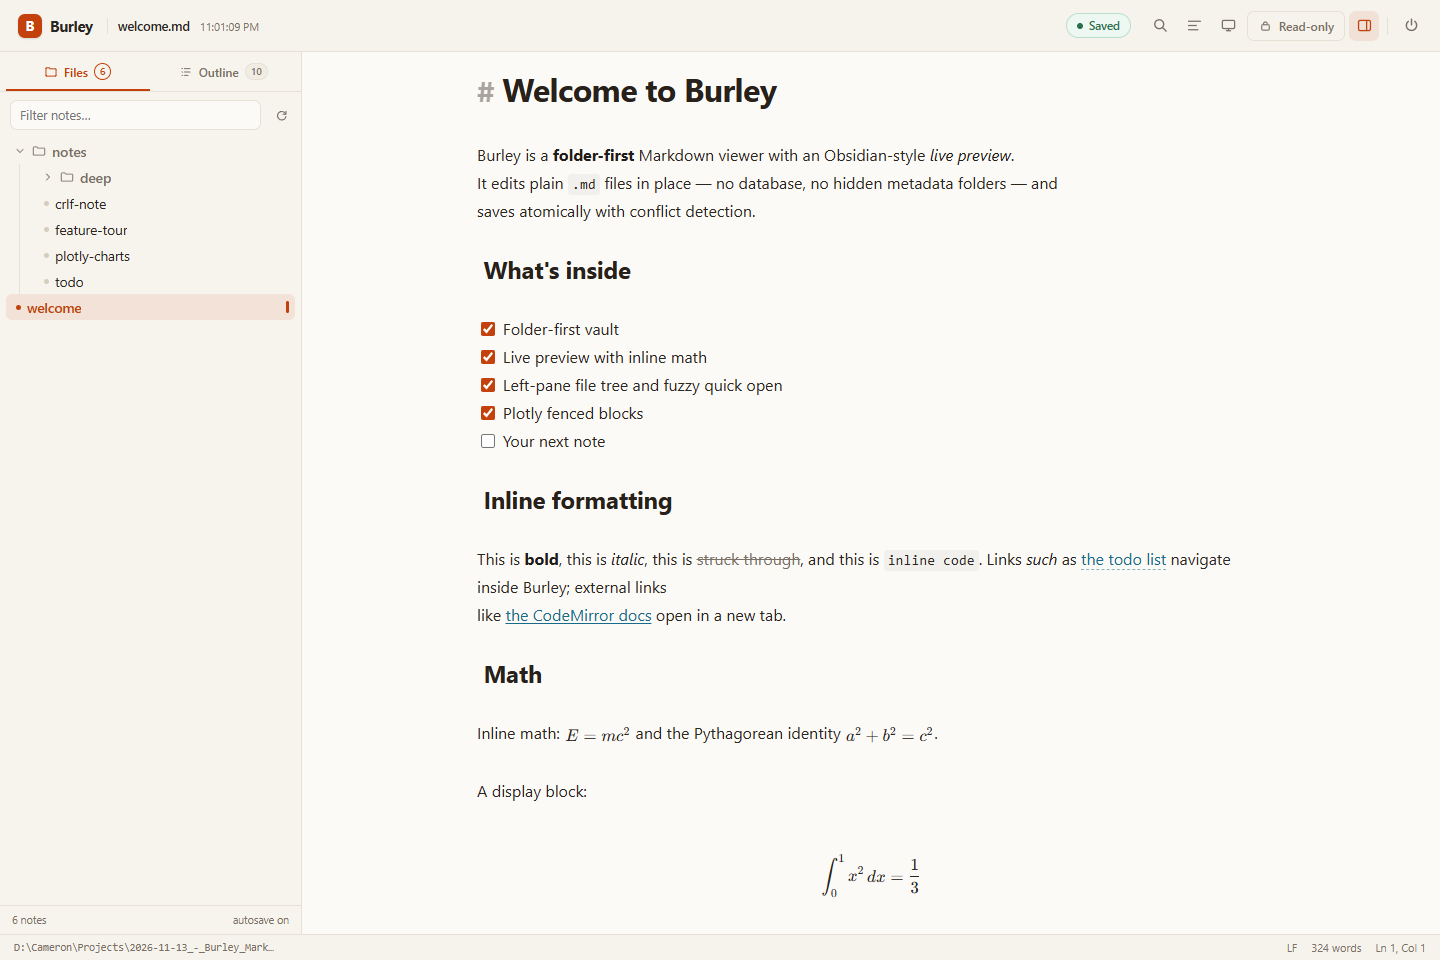 B Burley welcome.md 11:01:09 PM Saved Read-only
Files 6 Outline 10
Filter notes...
notes
deep
crlf-note
feature-tour
plotly-charts
todo
welcome
6 notes autosave on
# Welcome to Burley
Burley is a folder-first Markdown viewer with an Obsidian-style live preview.
It edits plain .md files in place — no database, no hidden metadata folders — and
saves atomically with conflict detection.
What's inside
Folder-first vault
Live preview with inline math
Left-pane file tree and fuzzy quick open
Plotly fenced blocks
Your next note
Inline formatting
This is bold, this is italic, this is struck through, and this is inline code. Links such as the todo list navigate
inside Burley; external links
like the CodeMirror docs open in a new tab.
Math
Inline math: E = mc² and the Pythagorean identity a² + b² = c².
A display block:
∫₀¹ x² dx = 1/3
D:\Cameron\Projects\2026-11-13_-_Burley_Mark… LF 324 words Ln 1, Col 1